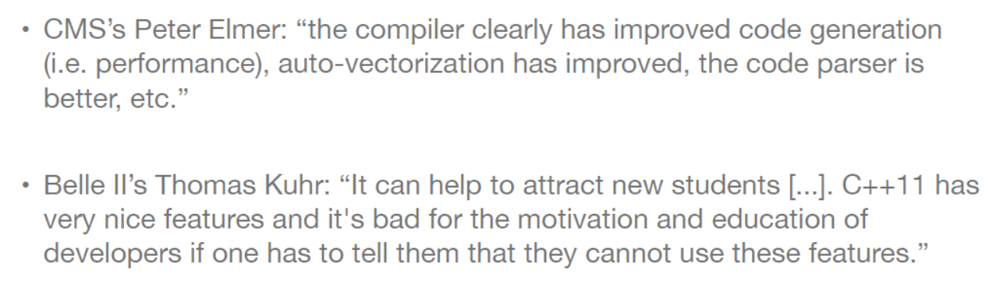 • CMS’s Peter Elmer: “the compiler clearly has improved code generation
(i.e. performance), auto-vectorization has improved, the code parser is
better, etc.”
• Belle II’s Thomas Kuhr: “It can help to attract new students [...]. C++11 has
very nice features and it's bad for the motivation and education of
developers if one has to tell them that they cannot use these features.”